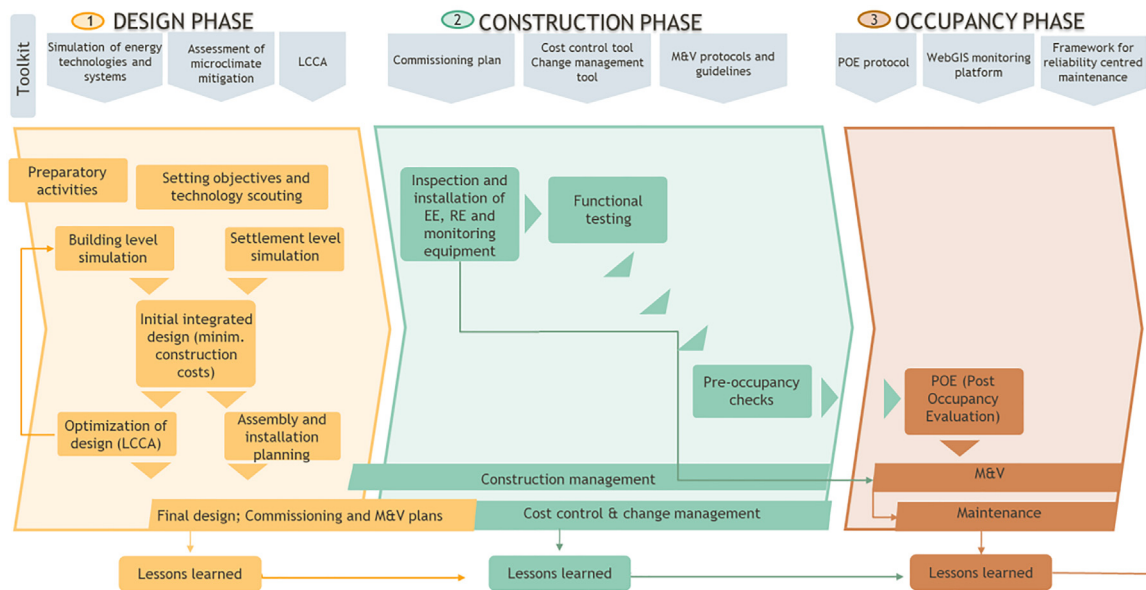 1 DESIGN PHASE
2 CONSTRUCTION PHASE
3 OCCUPANCY PHASE
Toolkit
Simulation of energy
technologies and
systems
Assessment of
microclimate
mitigation
LCCA
Commissioning plan
Cost control tool
Change management
tool
M&V protocols and
guidelines
POE protocol
WebGIS monitoring
platform
Framework for
reliability centred
maintenance
Preparatory
activities
Setting objectives and
technology scouting
Building level
simulation
Settlement level
simulation
Initial integrated
design (minim.
construction
costs)
Optimization of
design (LCCA)
Assembly and
installation
planning
Final design; Commissioning and M&V plans
Lessons learned
Inspection and
installation of
EE, RE and
monitoring
equipment
Functional
testing
Pre-occupancy
checks
Construction management
Cost control & change management
Lessons learned
POE (Post
Occupancy
Evaluation)
M&V
Maintenance
Lessons learned